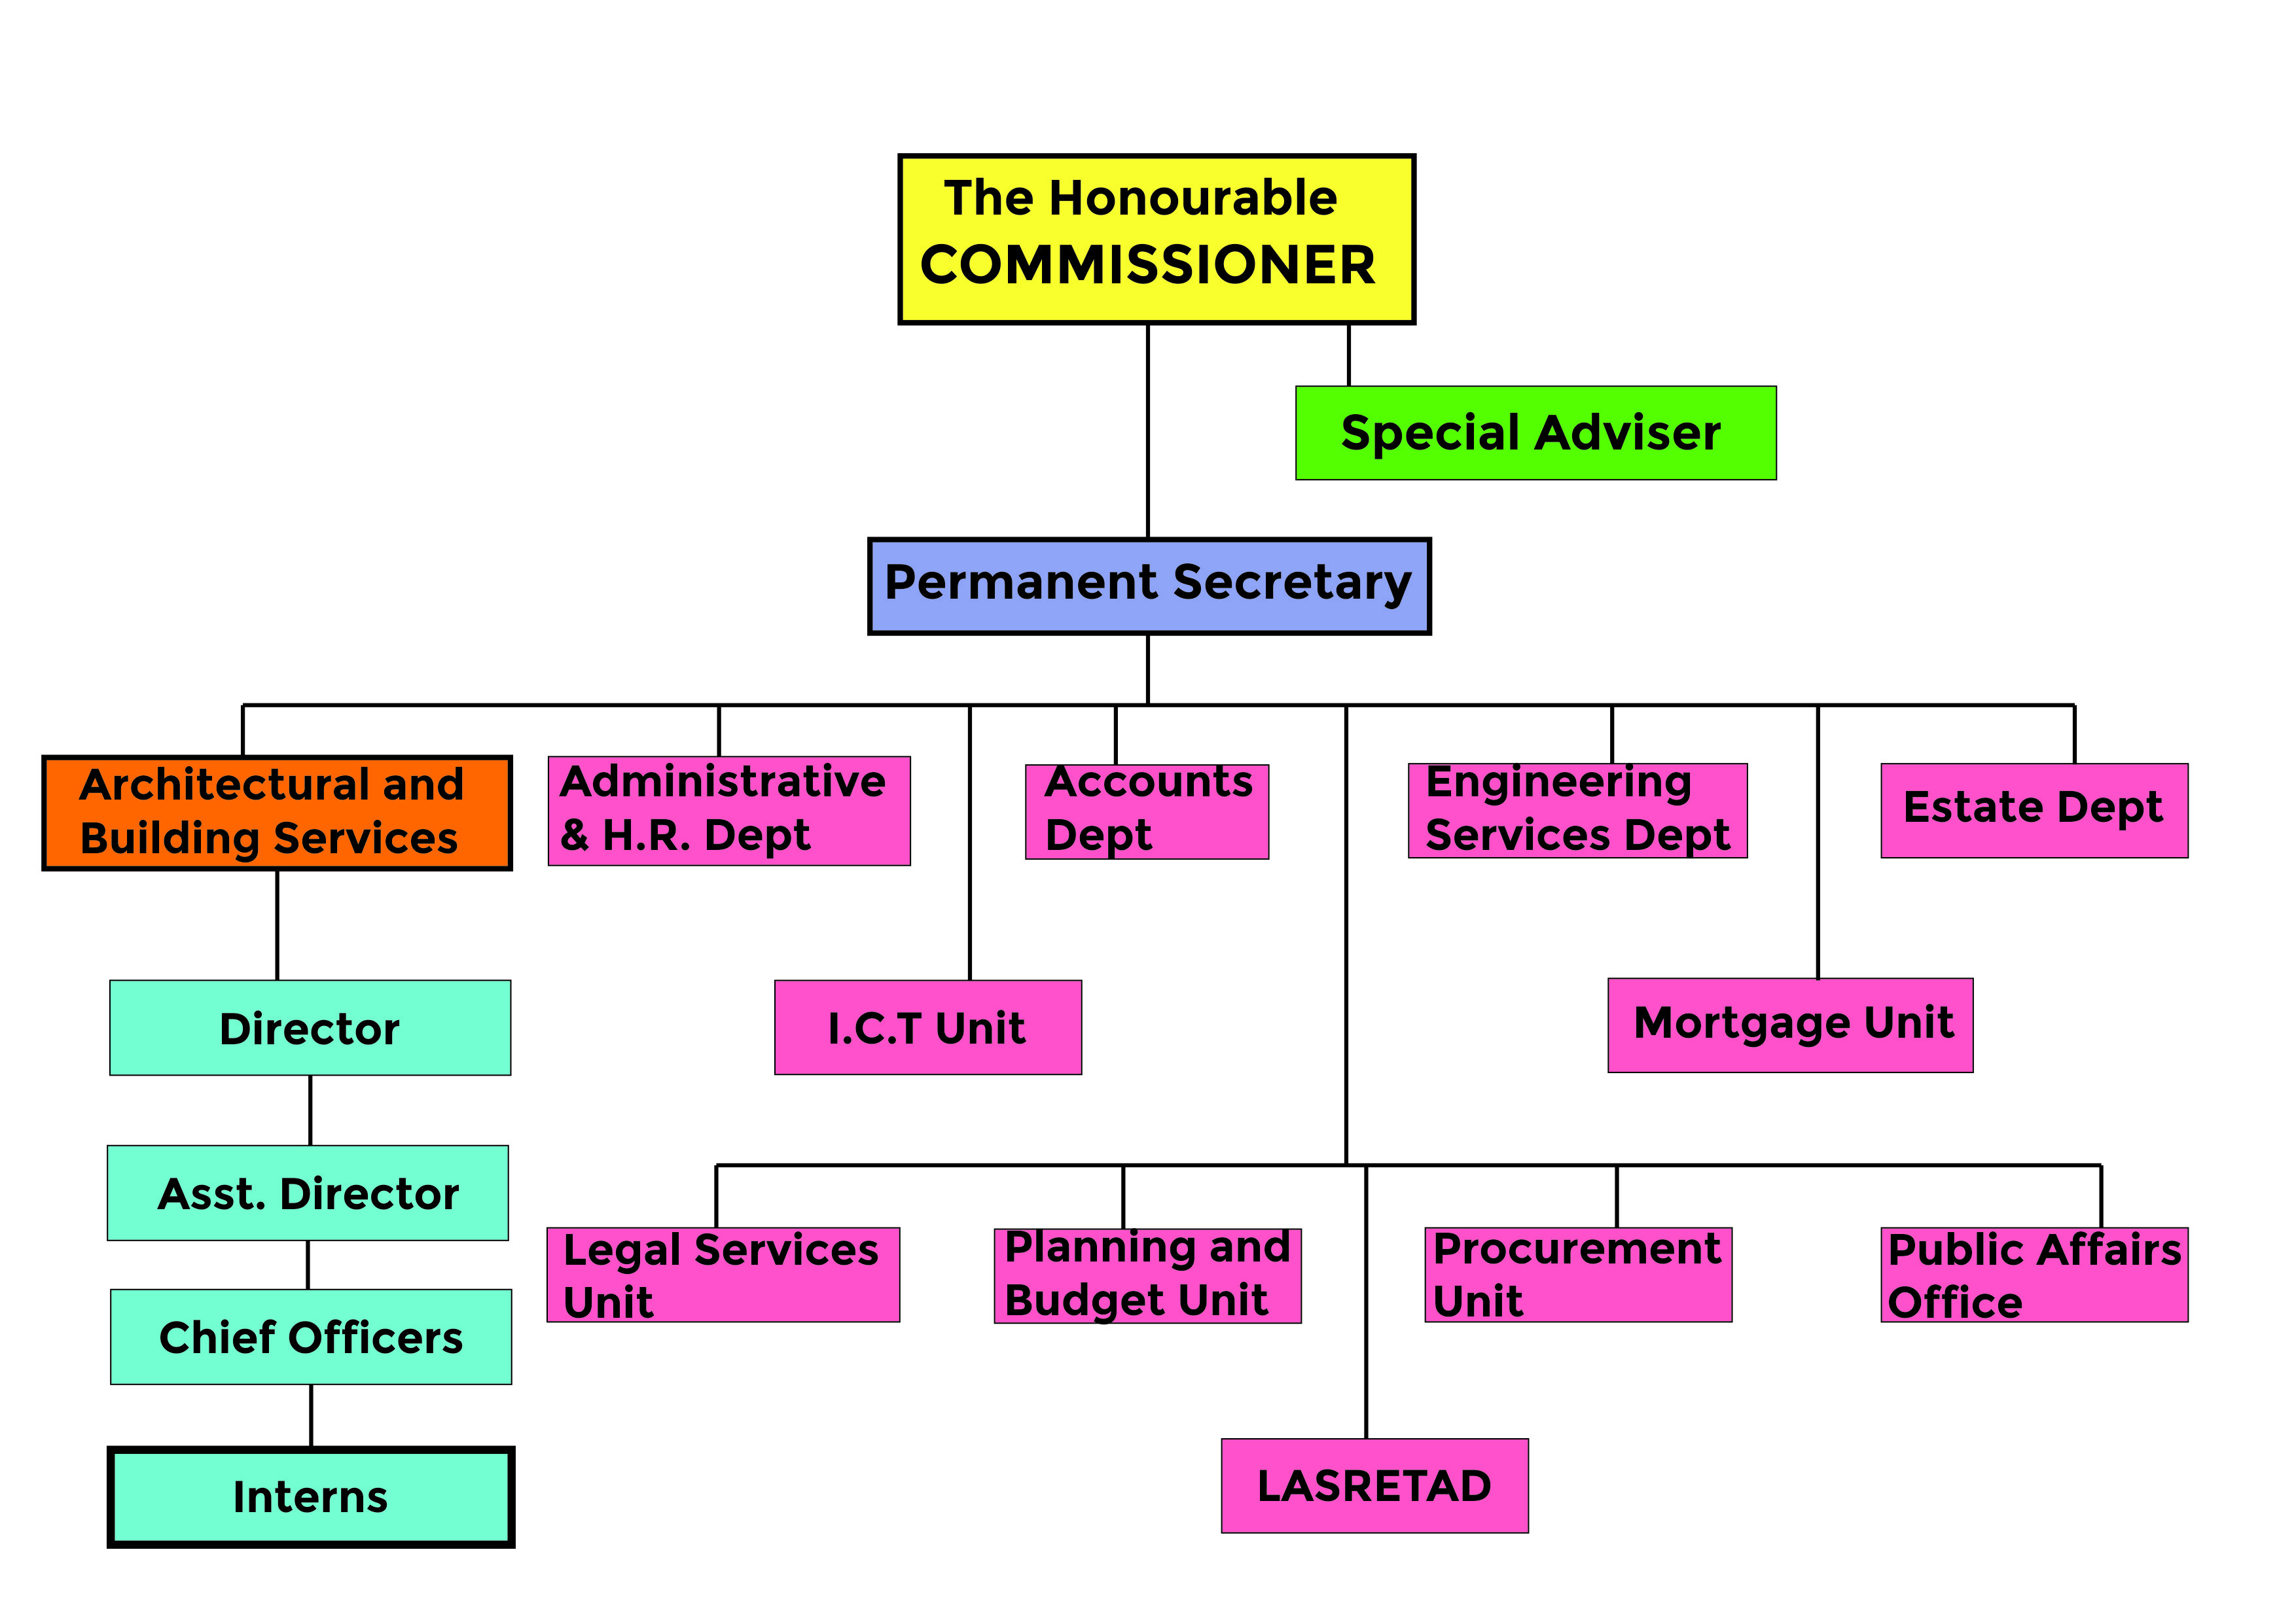 The Honourable
COMMISSIONER
Special Adviser
Permanent Secretary
Architectural and
Building Services
Administrative
& H.R. Dept
Accounts
Dept
Engineering
Services Dept
Estate Dept
Director
I.C.T Unit
Mortgage Unit
Asst. Director
Legal Services
Unit
Planning and
Budget Unit
Procurement
Unit
Public Affairs
Office
Chief Officers
LASRETAD
Interns